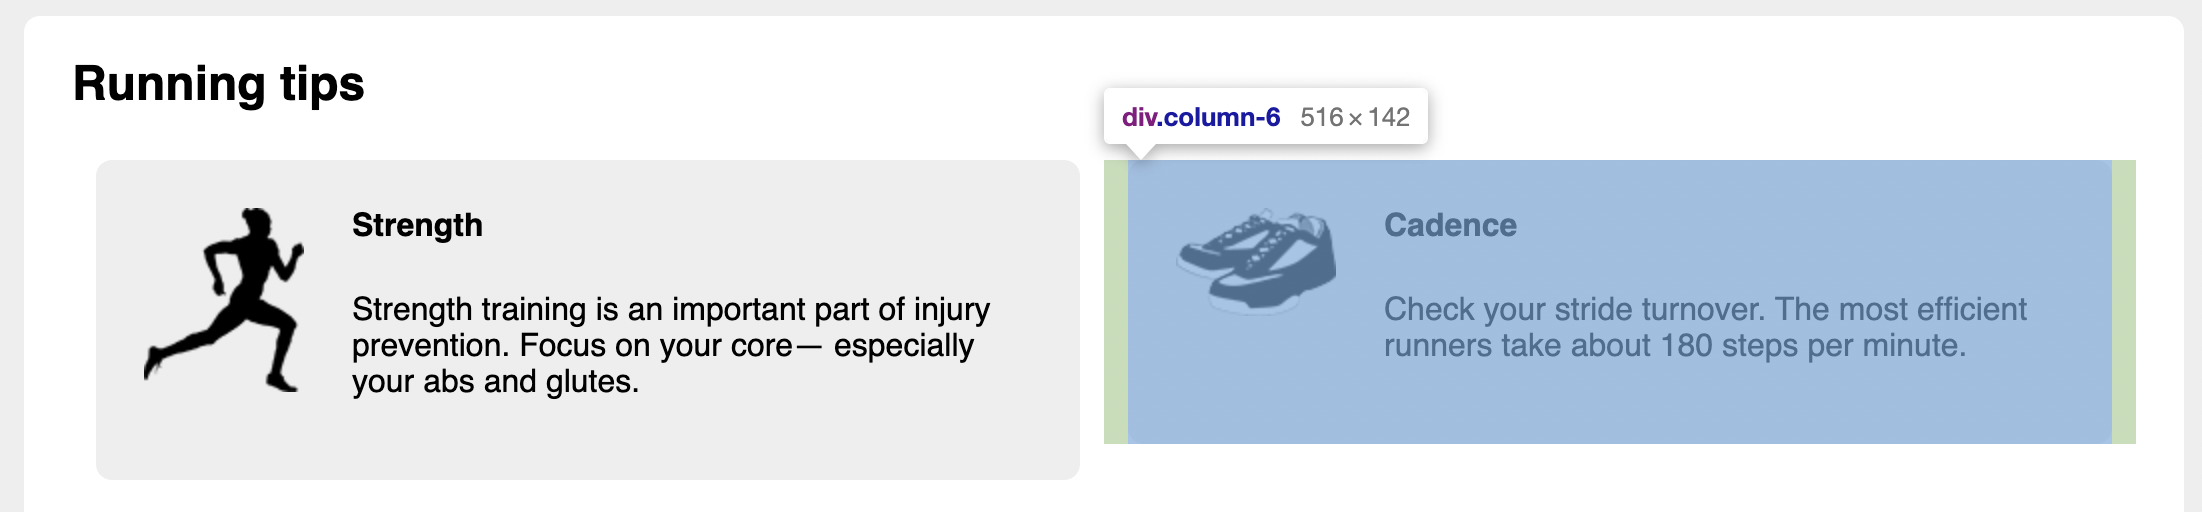 Running tips
div.column-6 516 × 142
Strength
Strength training is an important part of injury
prevention. Focus on your core— especially
your abs and glutes.
Cadence
Check your stride turnover. The most efficient
runners take about 180 steps per minute.